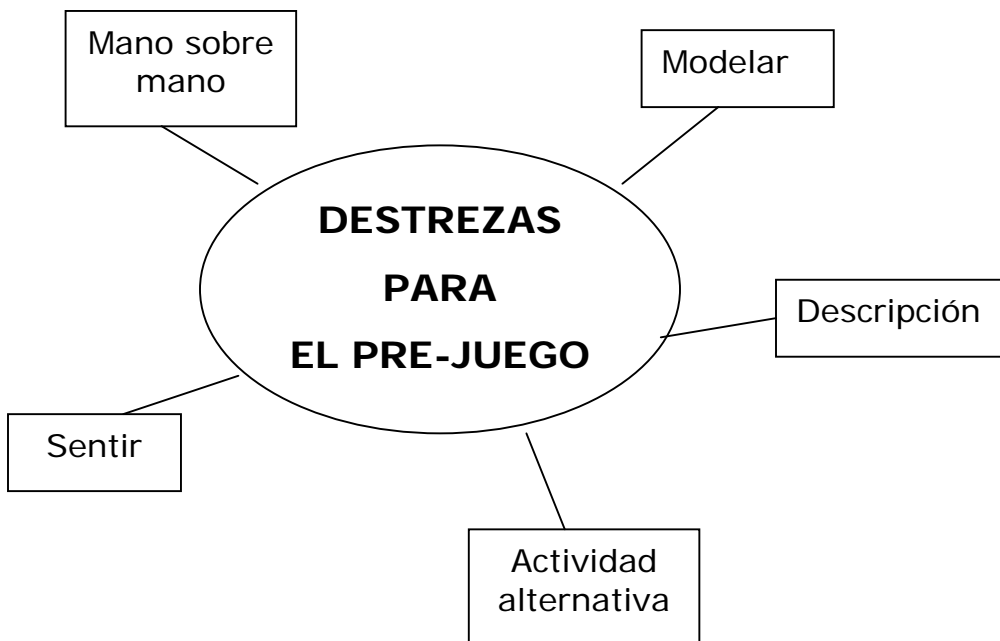 Mano sobre
mano
Modelar
DESTREZAS
PARA
EL PRE-JUEGO
Descripción
Sentir
Actividad
alternativa